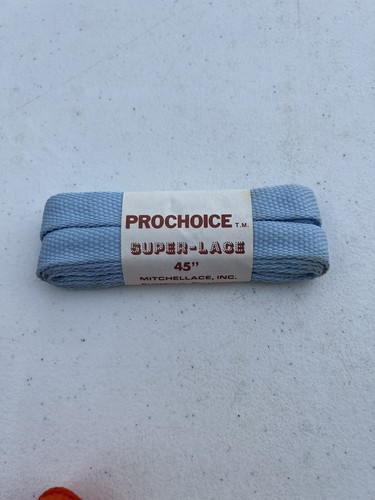 PROCHOICE T.M.
SUPER-LACE
45"
MITCHELLACE, INC.